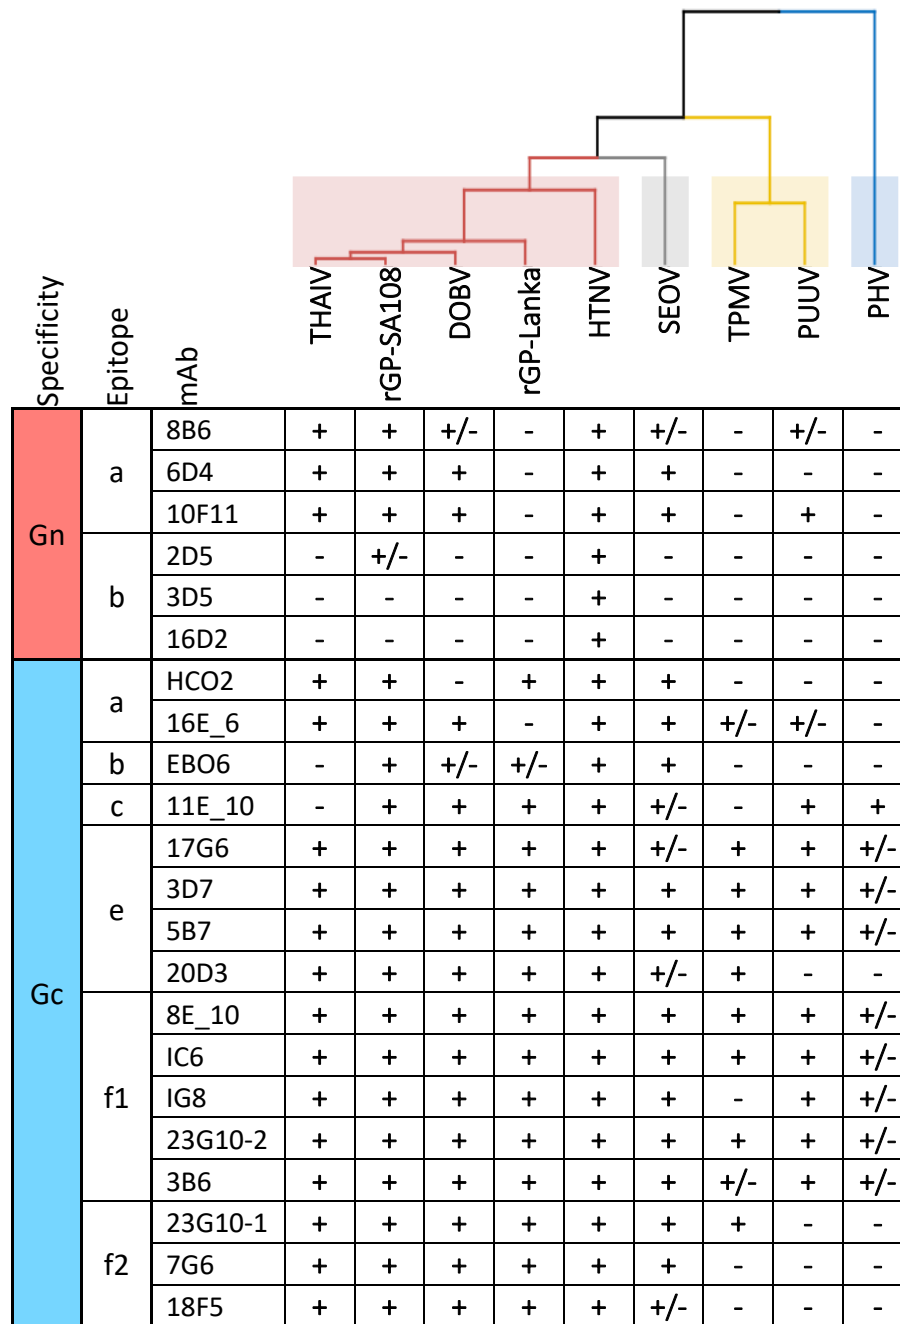 Specificity Epitope mAb THAIV rGP-SA108 DOBV rGP-Lanka HTNV SEOV TPMV PUUV PHV
Gn a 8B6 + + +/- - + +/- - +/- -
6D4 + + + - + + - - -
10F11 + + + - + + - + -
b 2D5 - +/- - - + - - - -
3D5 - - - - + - - - -
16D2 - - - - + - - - -
Gc a HCO2 + + - + + + - - -
16E_6 + + + - + + +/- +/- -
b EBO6 - + +/- +/- + + - - -
c 11E_10 - + + + + +/- - + +
e 17G6 + + + + + +/- + + +/-
3D7 + + + + + + + + +/-
5B7 + + + + + + + + +/-
20D3 + + + + + +/- + - -
f1 8E_10 + + + + + + + + +/-
IC6 + + + + + + + + +/-
IG8 + + + + + + - + +/-
23G10-2 + + + + + + + + +/-
3B6 + + + + + + +/- + +/-
f2 23G10-1 + + + + + + + - -
7G6 + + + + + + - - -
18F5 + + + + + +/- - - -